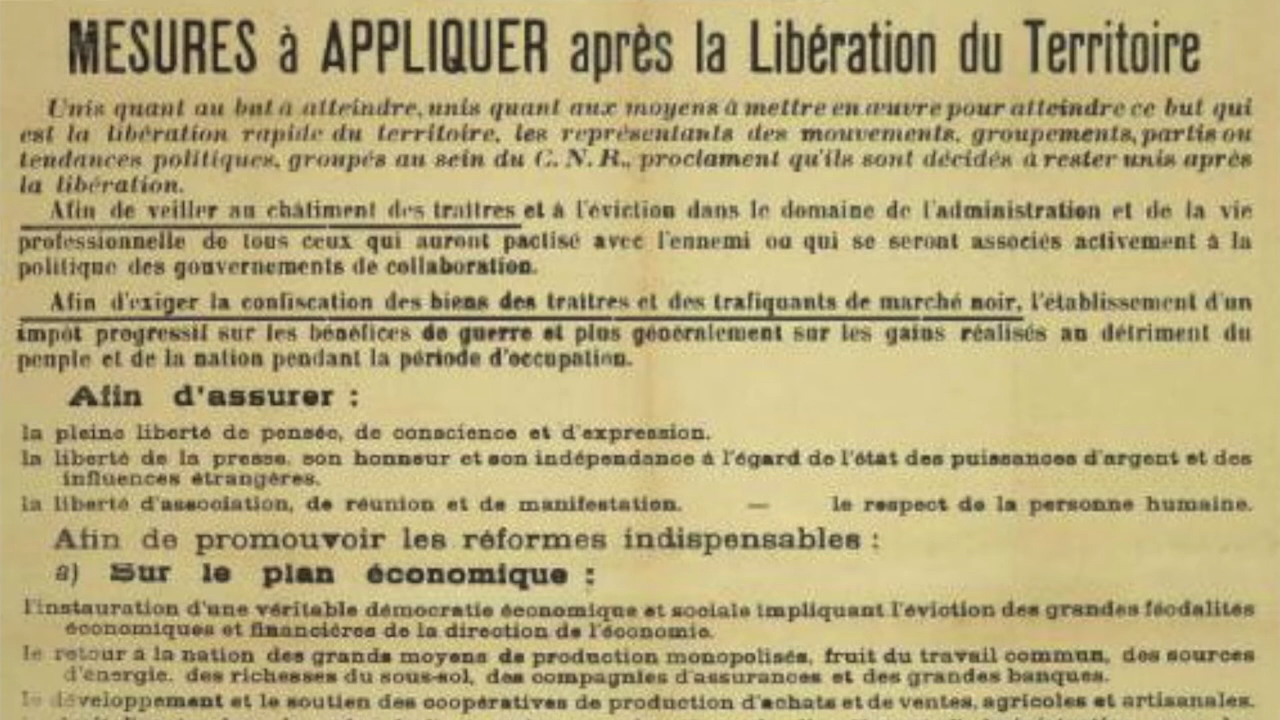 MESURES à APPLIQUER après la Libération du Territoire
Unis quant au but à atteindre, unis quant aux moyens à mettre en œuvre pour atteindre ce but qui
est la libération rapide du territoire, les représentants des mouvements, groupements, partis ou
tendances politiques, groupés au sein du C. N. R., proclament qu'ils sont décidés à rester unis après
la libération.
Afin de veiller au châtiment des traîtres et à l'éviction dans le domaine de l'administration et de la vie
professionnelle de tous ceux qui auront pactisé avec l'ennemi ou qui se seront associés activement à la
politique des gouvernements de collaboration.
Afin d'exiger la confiscation des biens des traîtres et des trafiquants de marché noir, l'établissement d'un
impôt progressif sur les bénéfices de guerre et plus généralement sur les gains réalisés au détriment du
peuple et de la nation pendant la période d'occupation.
Afin d'assurer :
la pleine liberté de pensée, de conscience et d'expression.
la liberté de la presse, son honneur et son indépendance à l'égard de l'état des puissances d'argent et des
influences étrangères.
la liberté d'association, de réunion et de manifestation. — le respect de la personne humaine.
Afin de promouvoir les réformes indispensables :
a) Sur le plan économique :
l'instauration d'une véritable démocratie économique et sociale impliquant l'éviction des grandes féodalités
économiques et financières de la direction de l'économie.
le retour à la nation des grands moyens de production monopolisés, fruit du travail commun, des sources
d'énergie, des richesses du sous-sol, des compagnies d'assurances et des grandes banques.
le développement et le soutien des coopératives de production d'achats et de ventes, agricoles et artisanales.